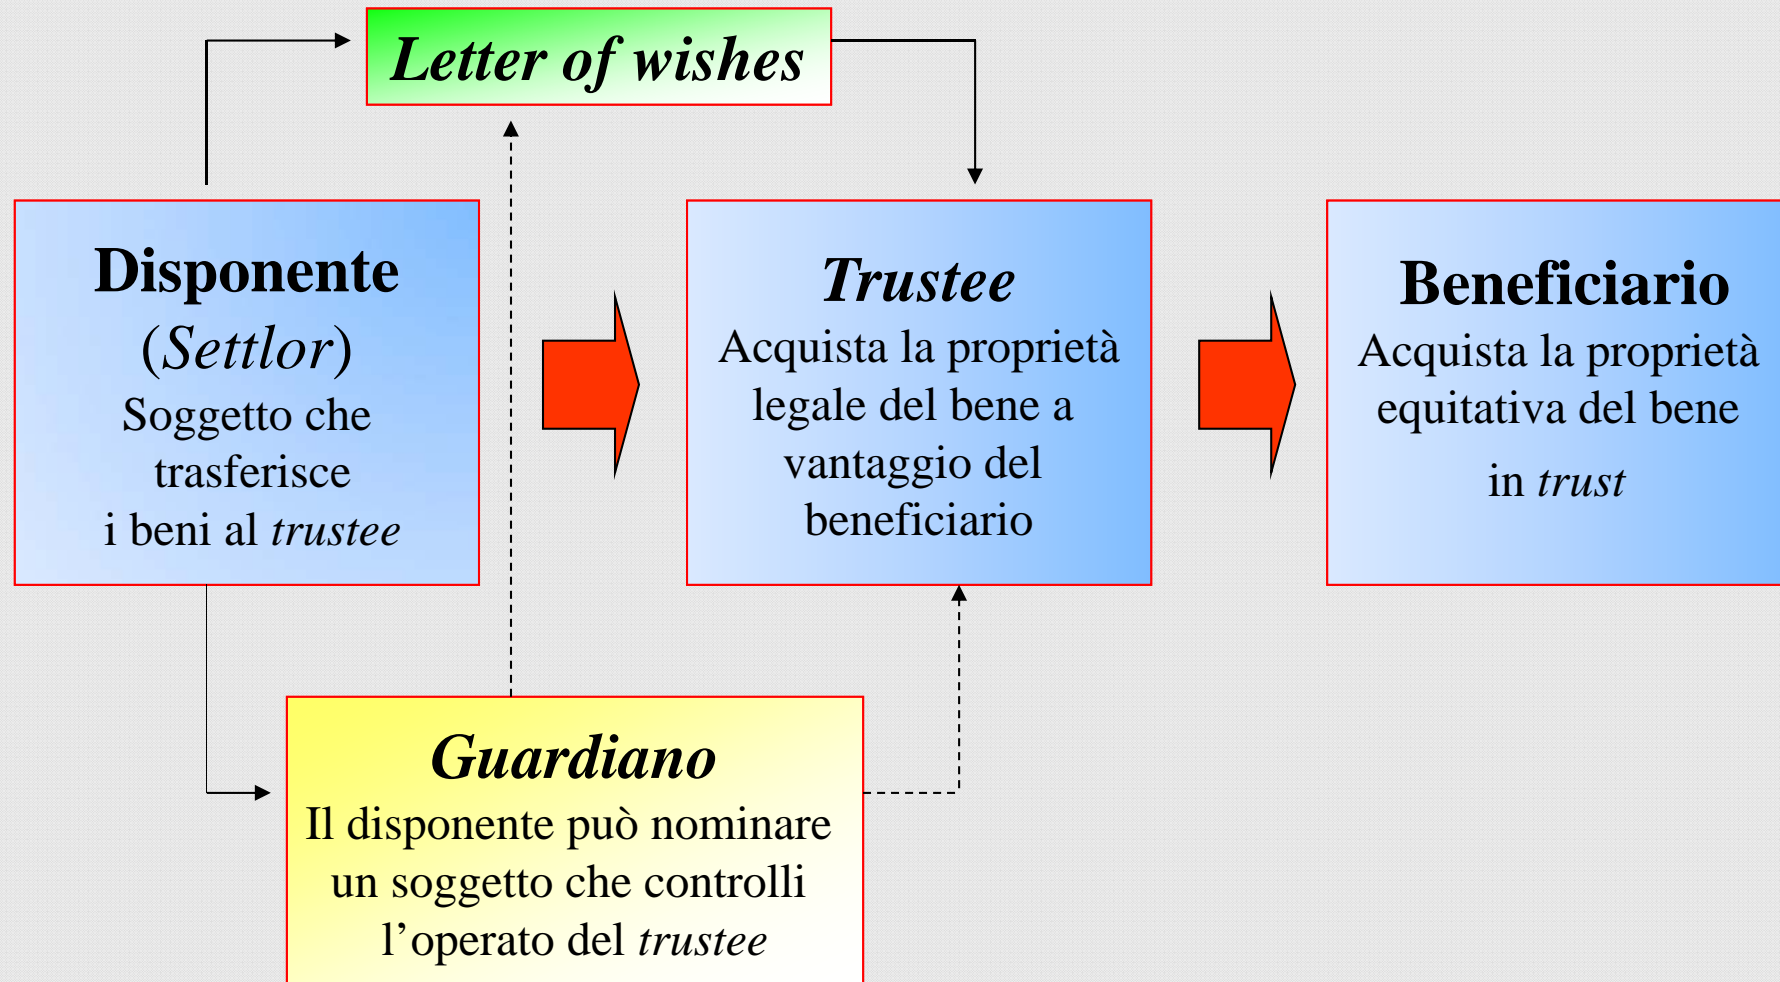 Letter of wishes
Disponente
(Settlor)
Soggetto che
trasferisce
i beni al trustee
Trustee
Acquista la proprietà
legale del bene a
vantaggio del
beneficiario
Beneficiario
Acquista la proprietà
equitativa del bene
in trust
Guardiano
Il disponente può nominare
un soggetto che controlli
l’operato del trustee